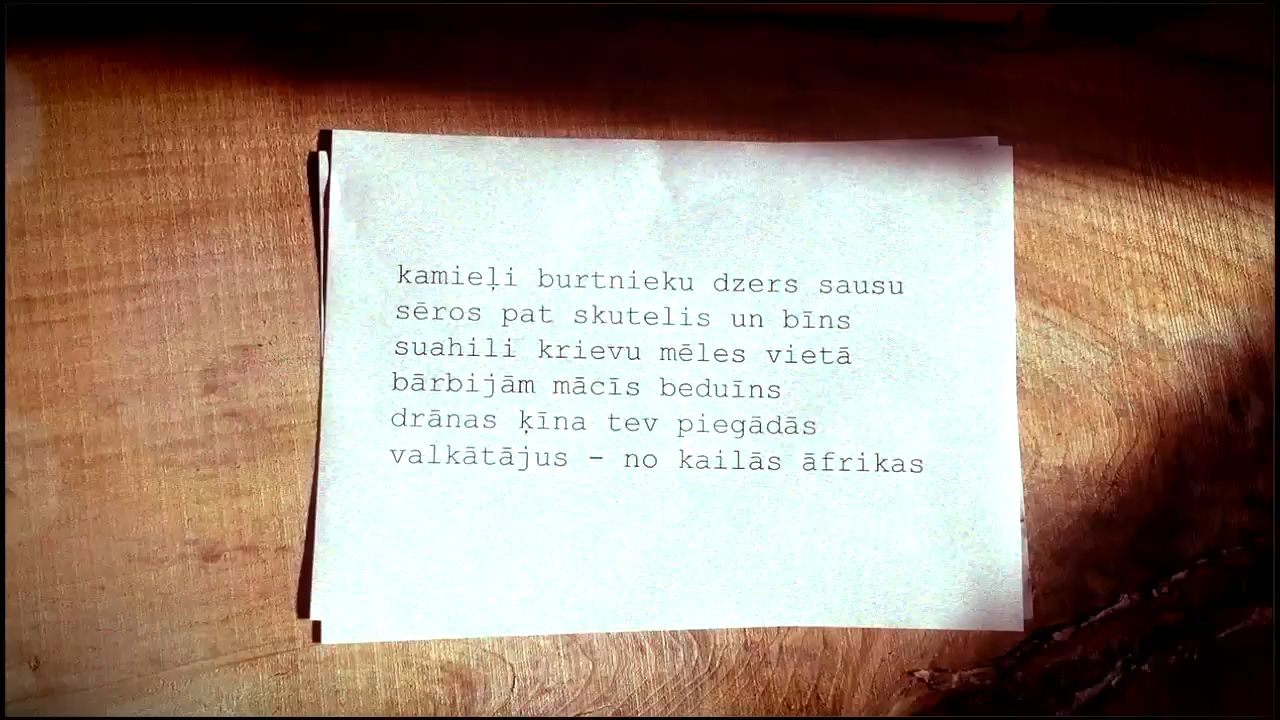 kamieļi burtnieku dzers sausu
sēros pat skutelis un bīns
suahili krievu mēles vietā
bārbijām mācīs beduīns
drānas ķīna tev piegādās
valkātājus - no kailās āfrikas